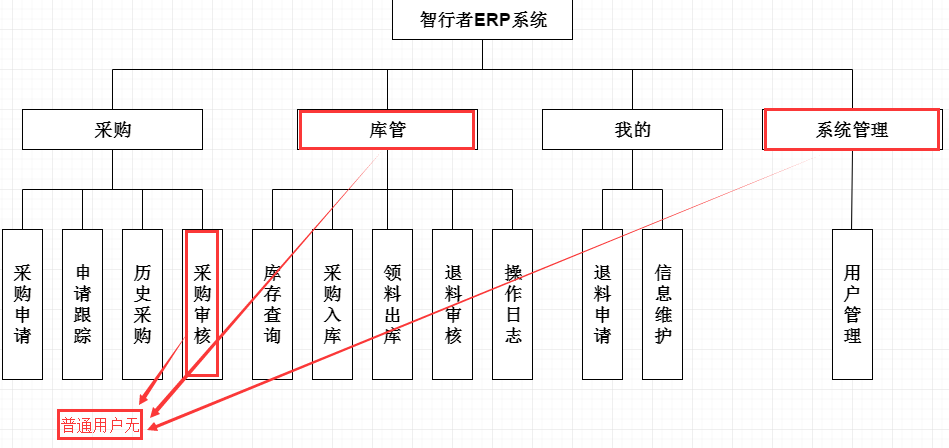 智行者ERP系统
采购
库管
我的
系统管理
采购申请
申请跟踪
历史采购
采购审核
库存查询
采购入库
领料出库
退料审核
操作日志
退料申请
信息维护
用户管理
普通用户无